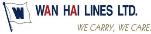 W
WAN HAI LINES LTD.
WE CARRY, WE CARE.